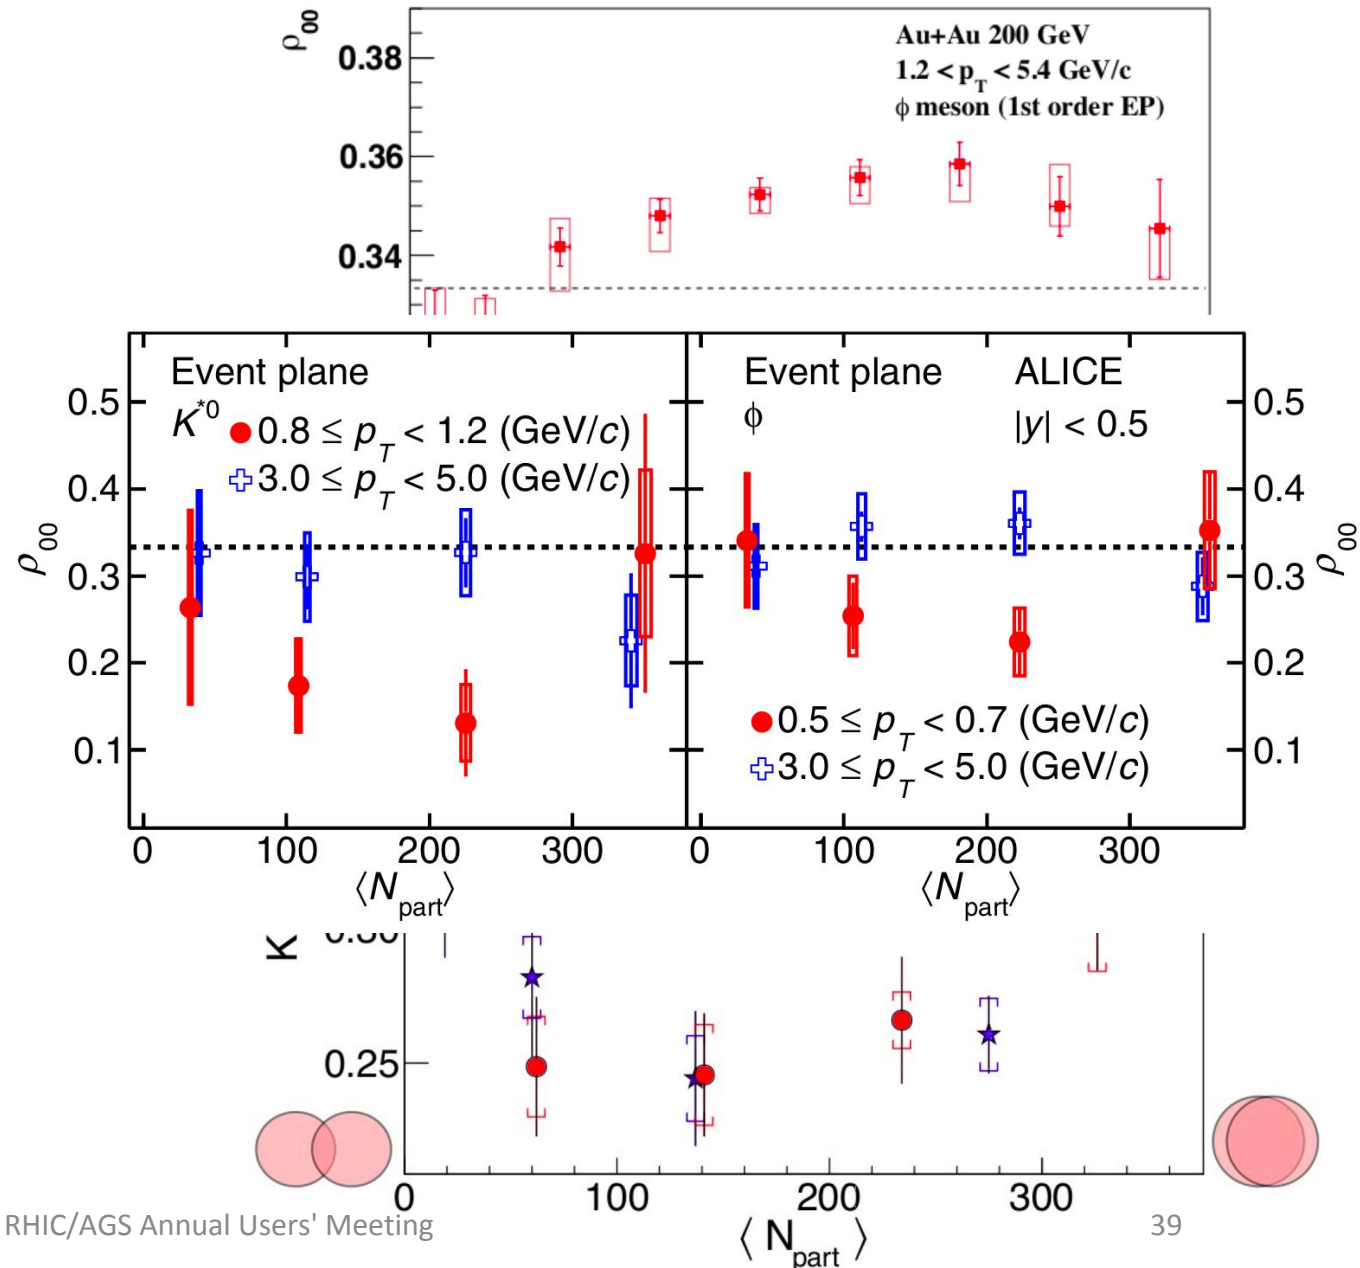 ρ00
Au+Au 200 GeV
1.2 < pT < 5.4 GeV/c
ϕ meson (1st order EP)
0.38
0.36
0.34
Event plane
K*0
0.8 ≤ pT < 1.2 (GeV/c)
3.0 ≤ pT < 5.0 (GeV/c)
Event plane
ALICE
ϕ
|y| < 0.5
0.5 ≤ pT < 0.7 (GeV/c)
3.0 ≤ pT < 5.0 (GeV/c)
ρ00
0.5
0.4
0.3
0.2
0.1
0.5
0.4
0.3
0.2
0.1
ρ00
0 100 200 300
0 100 200 300
⟨Npart⟩
⟨Npart⟩
K
0.25
0 100 200 300
⟨ Npart ⟩
RHIC/AGS Annual Users' Meeting
39